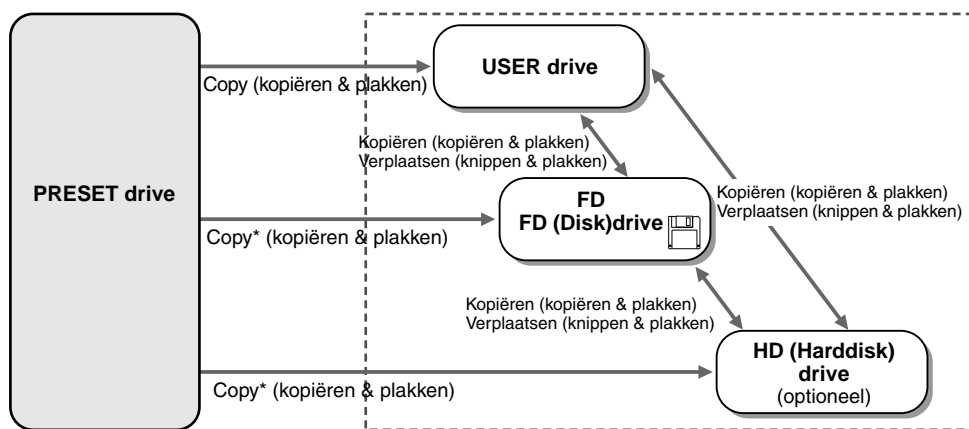 PRESET drive
USER drive
Copy (kopiëren & plakken)
Kopiëren (kopiëren & plakken)
Verplaatsen (knippen & plakken)
FD
FD (Disk)drive
Kopiëren (kopiëren & plakken)
Verplaatsen (knippen & plakken)
Copy* (kopiëren & plakken)
Kopiëren (kopiëren & plakken)
Verplaatsen (knippen & plakken)
HD (Harddisk)
drive
(optioneel)
Copy* (kopiëren & plakken)